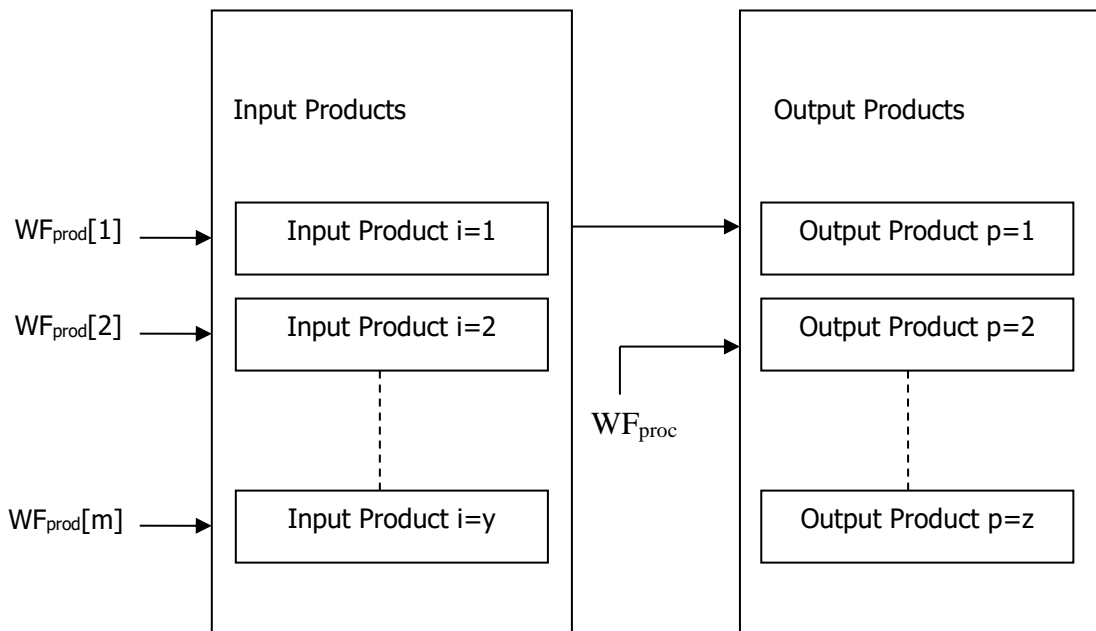 Input Products
Output Products
WFprod[1]
Input Product i=1
Output Product p=1
WFprod[2]
Input Product i=2
Output Product p=2
WFproc
WFprod[m]
Input Product i=y
Output Product p=z